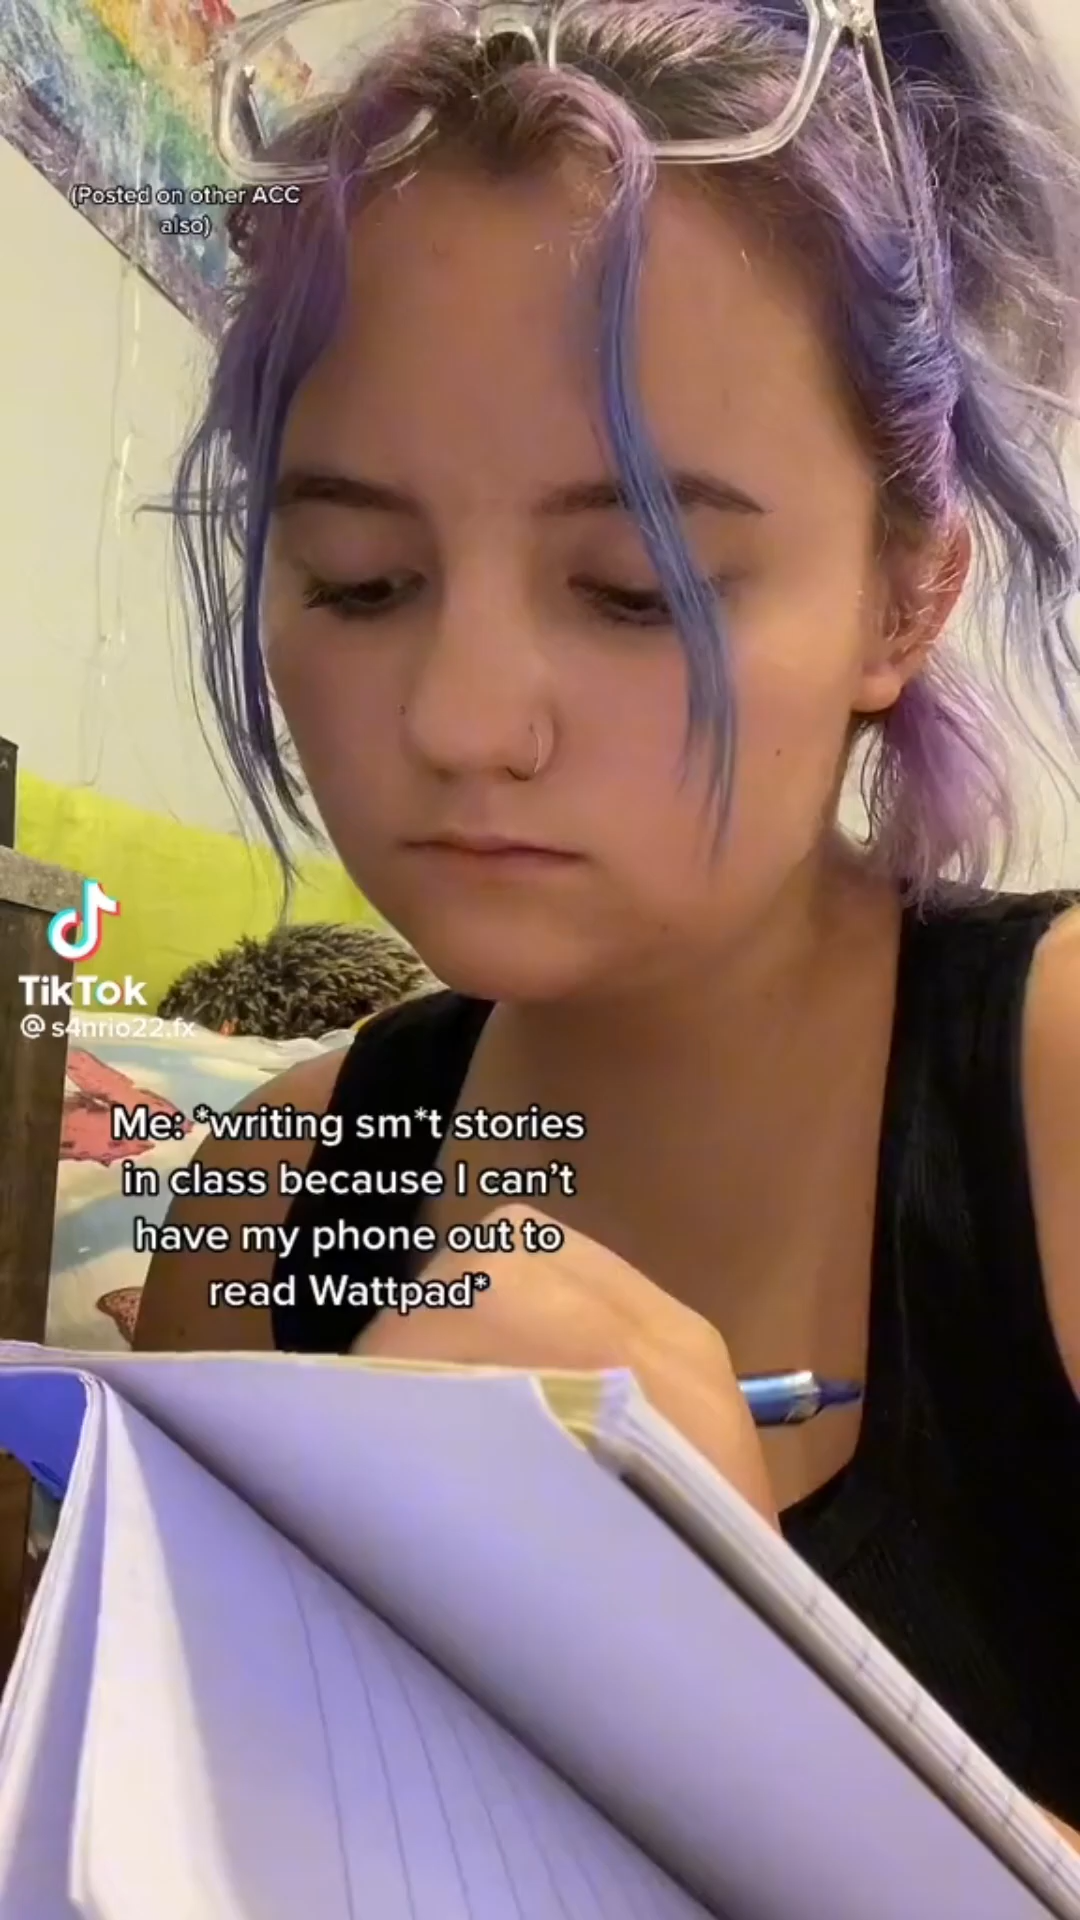 (Posted on other ACC
also)
TikTok
@ s4nrio22.fx
Me: *writing sm*t stories
in class because I can't
have my phone out to
read Wattpad*